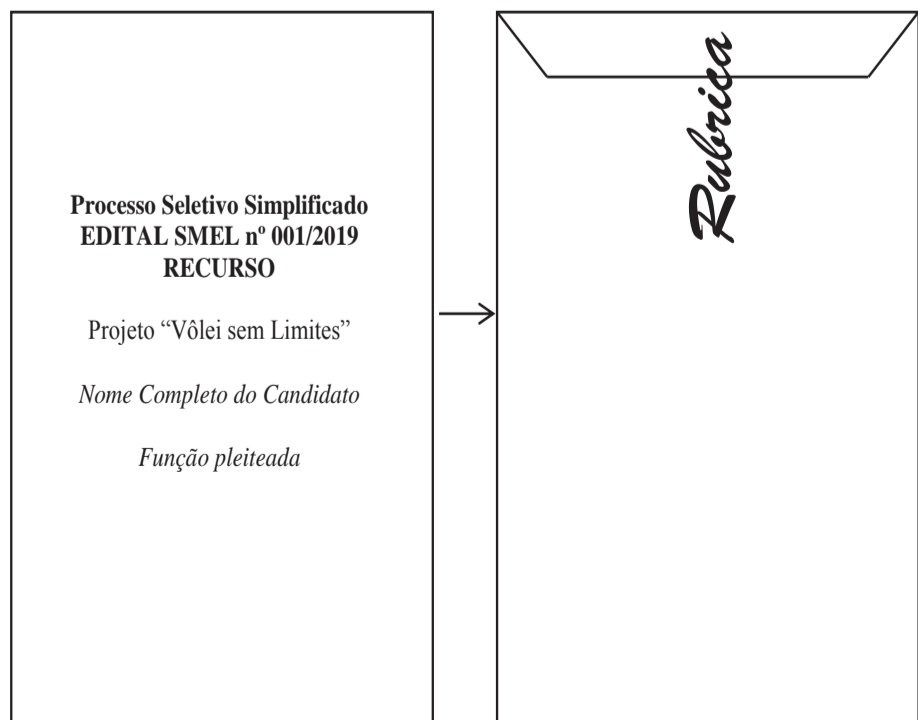 Processo Seletivo Simplificado
EDITAL SMEL nº 001/2019
RECURSO
Projeto “Vôlei sem Limites”
Nome Completo do Candidato
Função pleiteada
Rubrica